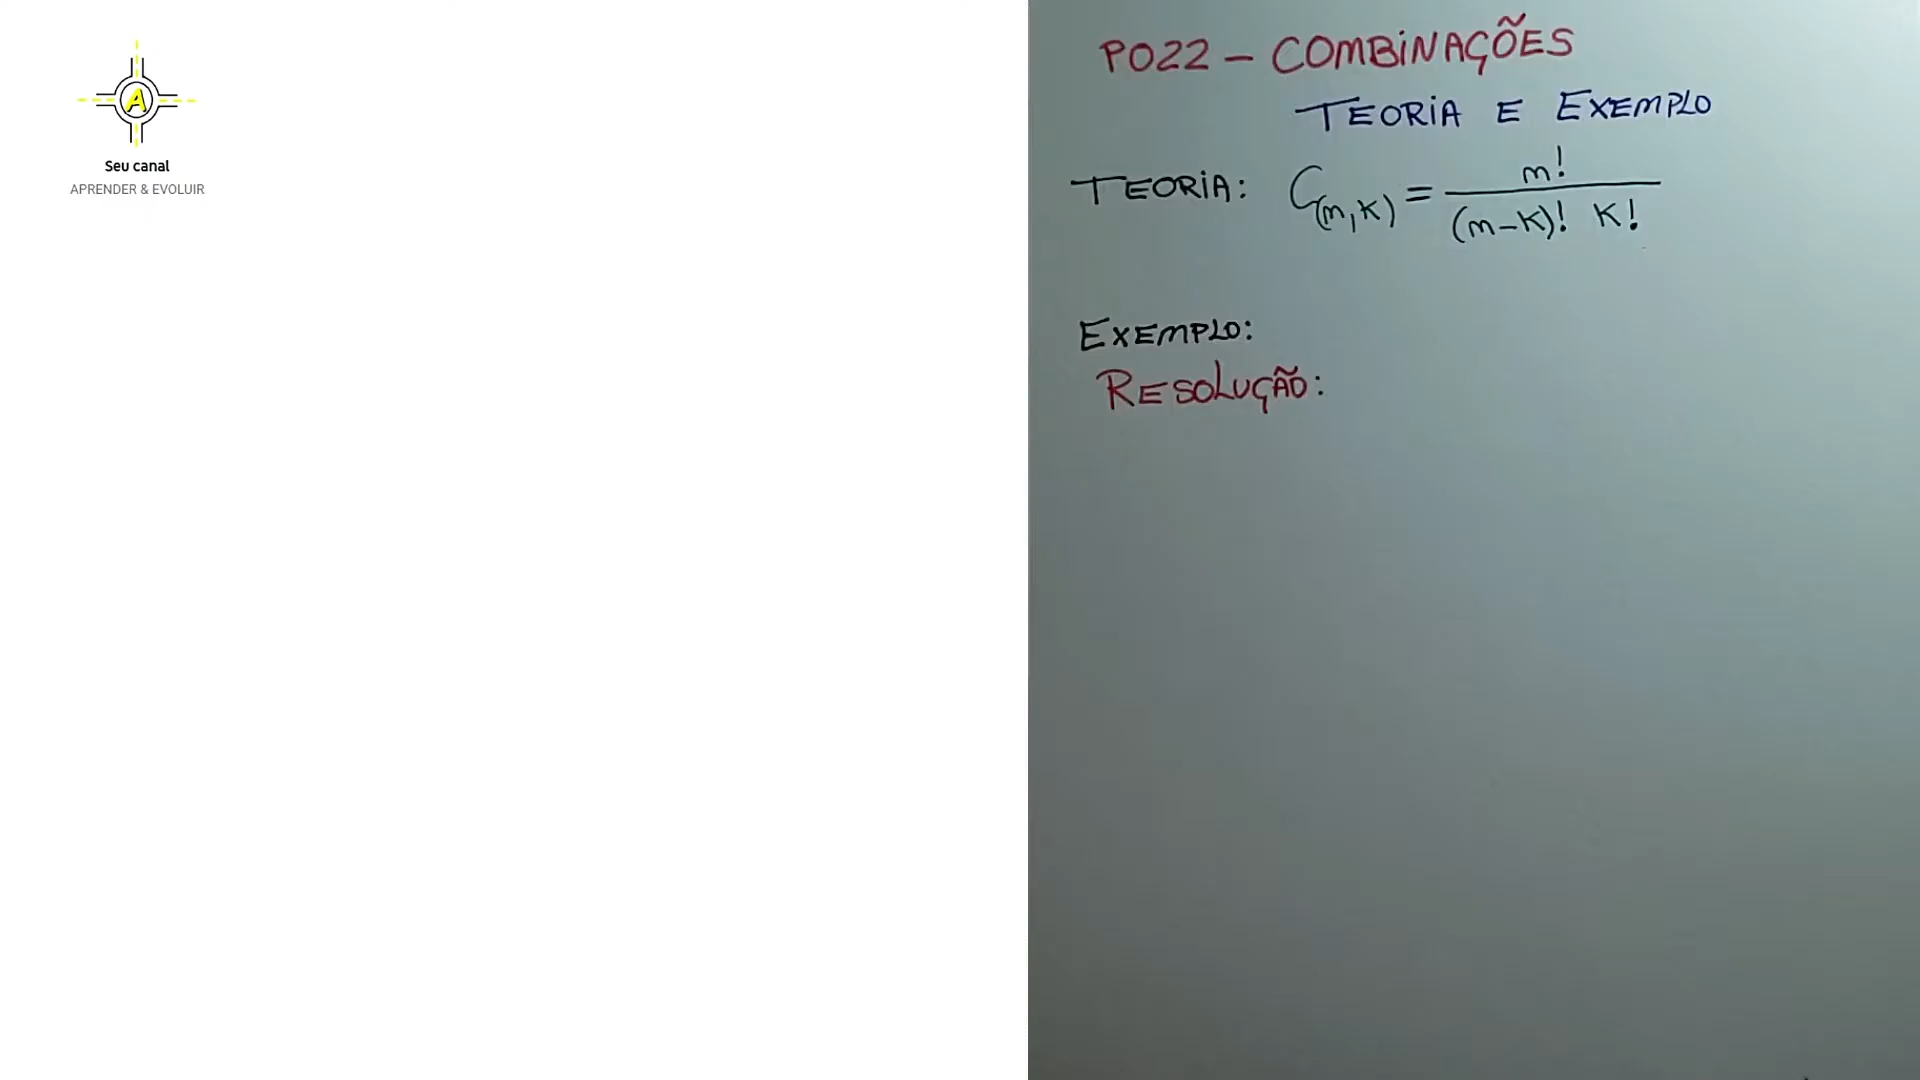 A
Seu canal
APRENDER & EVOLUIR
P022 – COMBINAÇÕES
TEORIA E EXEMPLO
TEORIA: C(m,K) = m! / (m–K)! K!
EXEMPLO:
RESOLUÇÃO: